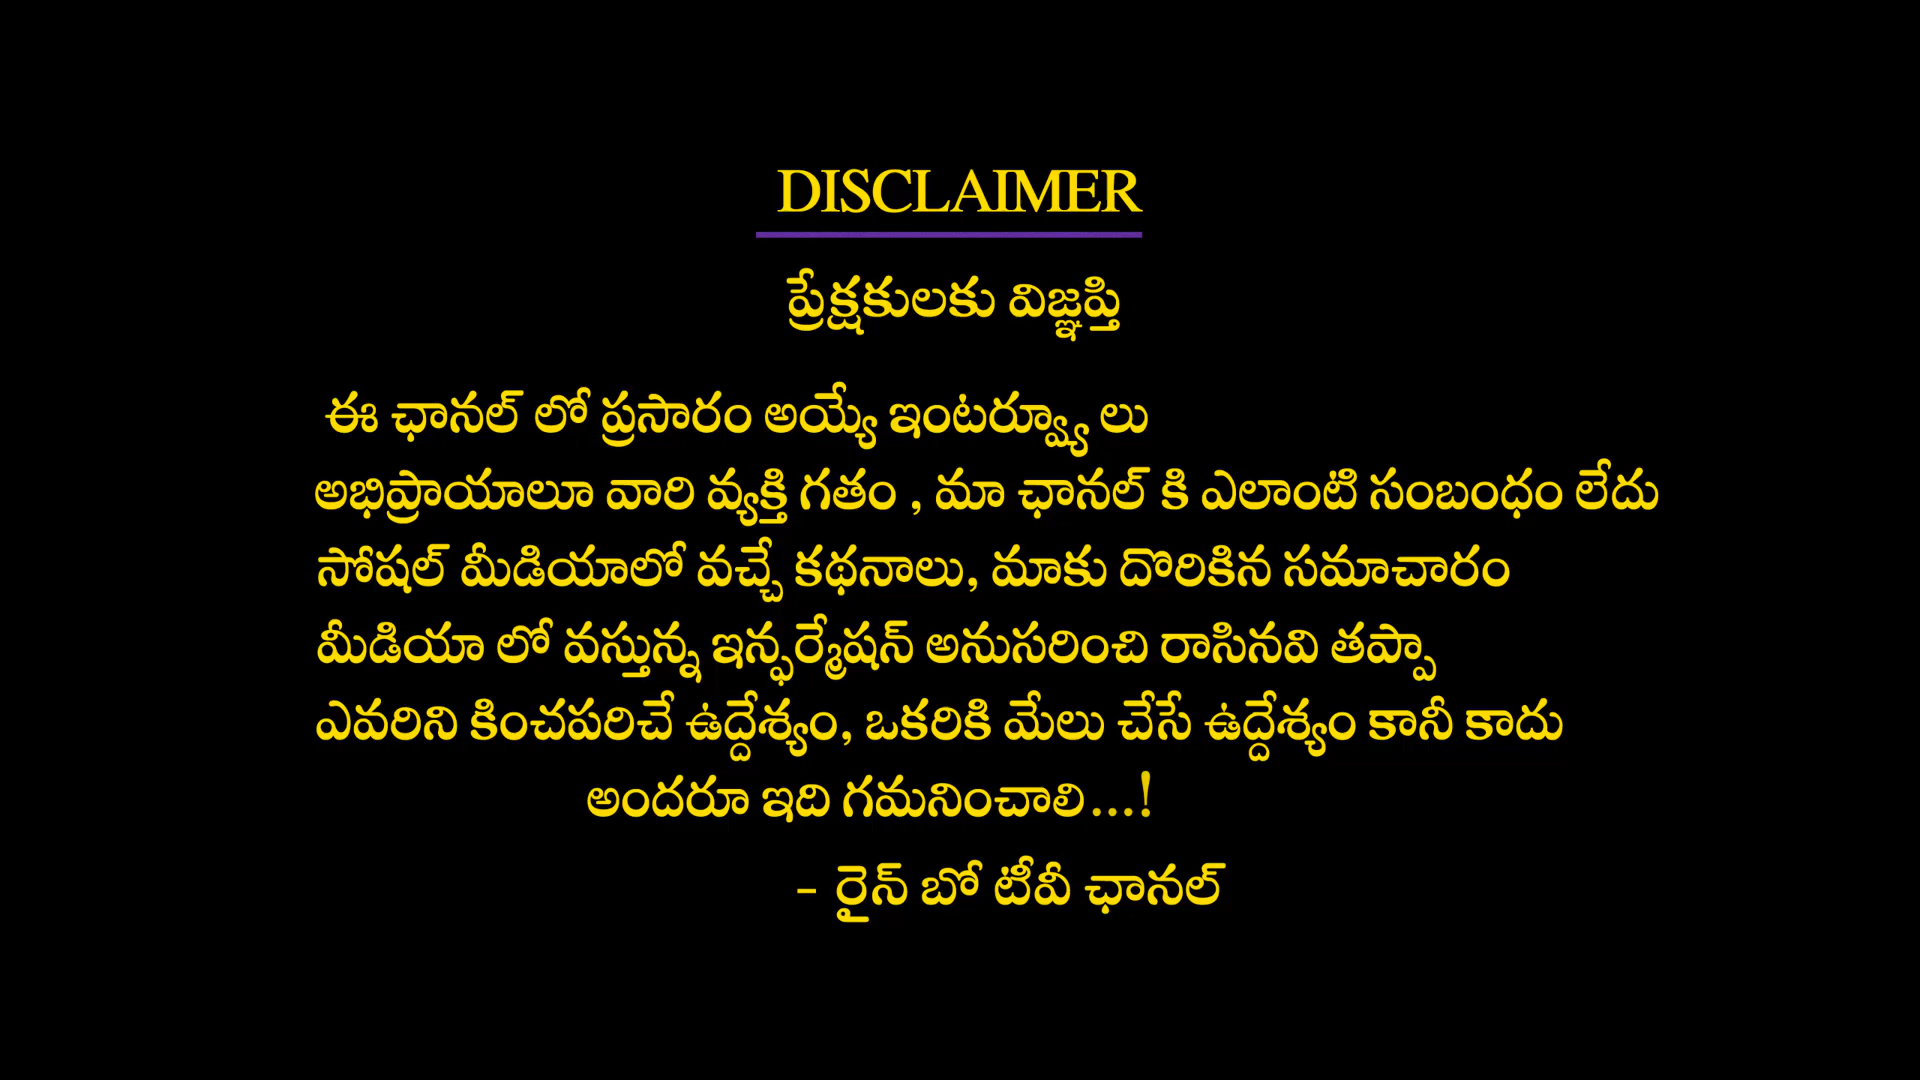 DISCLAIMER
ప్రేక్షకులకు విజ్ఞప్తి
ఈ ఛానల్ లో ప్రసారం అయ్యే ఇంటర్వ్యూ లు
అభిప్రాయాలూ వారి వ్యక్తి గతం , మా ఛానల్ కి ఎలాంటి సంబంధం లేదు
సోషల్ మీడియాలో వచ్చే కథనాలు, మాకు దొరికిన సమాచారం
మీడియా లో వస్తున్న ఇన్ఫర్మేషన్ అనుసరించి రాసినవి తప్పా
ఎవరిని కించపరిచే ఉద్దేశ్యం, ఒకరికి మేలు చేసే ఉద్దేశ్యం కానీ కాదు
అందరూ ఇది గమనించాలి...!
- రైన్ బో టీవీ ఛానల్